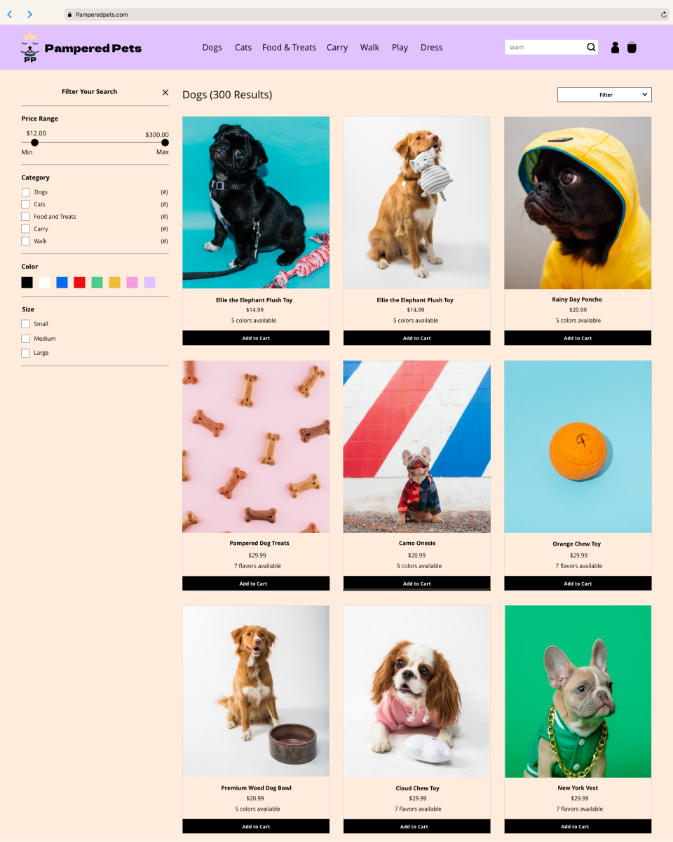 Pamperedpets.com
PP
Pampered Pets
Dogs Cats Food & Treats Carry Walk Play Dress
Search
Filter Your Search
Price Range
$12.00
$300.00
Min
Max
Category
Dogs (#)
Cats (#)
Food and Treats (#)
Carry (#)
Walk (#)
Color
Size
Small
Medium
Large
Dogs (300 Results)
Filter
Ellie the Elephant Plush Toy
$14.99
5 colors available
Add to Cart
Ellie the Elephant Plush Toy
$14.99
5 colors available
Add to Cart
Rainy Day Poncho
$20.99
5 colors available
Add to Cart
Pampered Dog Treats
$29.99
7 flavors available
Add to Cart
Camo Onesie
$20.99
5 colors available
Add to Cart
Orange Chew Toy
$29.99
7 flavors available
Add to Cart
Premium Wood Dog Bowl
$20.99
5 colors available
Add to Cart
Cloud Chew Toy
$29.99
7 flavors available
Add to Cart
New York Vest
$29.99
7 flavors available
Add to Cart